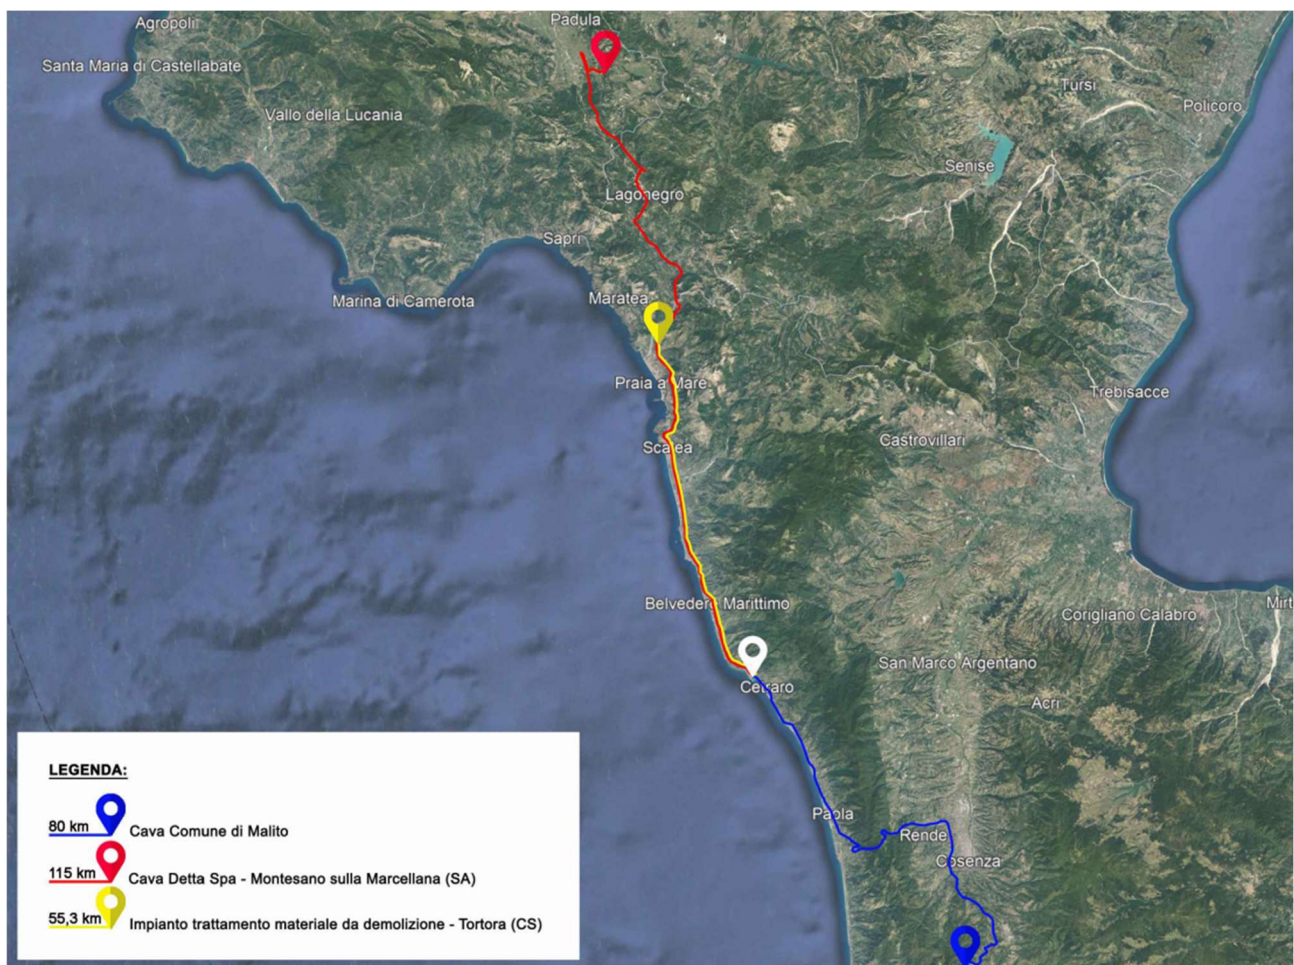 Padula
Agropoli
Santa Maria di Castellabate
Tursi
Policoro
Vallo della Lucania
Senise
Lagonegro
Sapri
Maratea
Marina di Camerota
Praia a Mare
Trebisacce
Castrovillari
Scalea
Belvedere Marittimo
Mirt
Corigliano Calabro
San Marco Argentano
Cetraro
Acri
Paola
Rende
Cosenza
LEGENDA:
80 km Cava Comune di Malito
115 km Cava Detta Spa - Montesano sulla Marcellana (SA)
55,3 km Impianto trattamento materiale da demolizione - Tortora (CS)